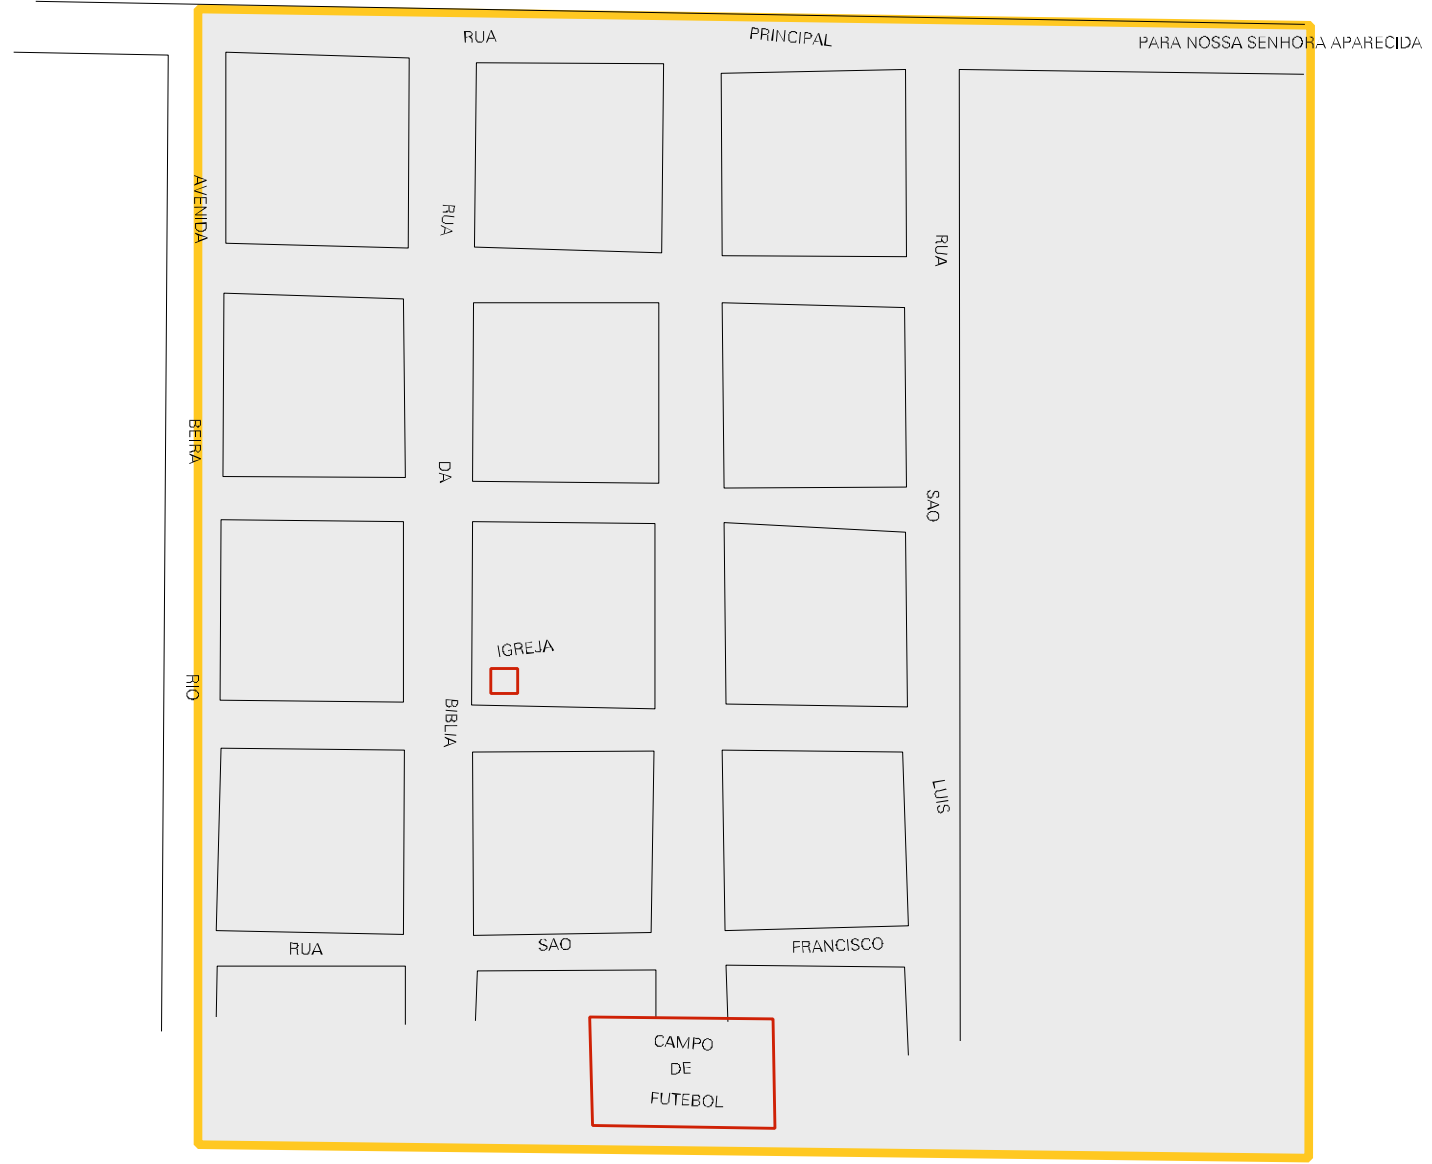 RUA PRINCIPAL
PARA NOSSA SENHORA APARECIDA
AVENIDA BEIRA RIO
RUA DA BIBLIA
RUA SAO LUIS
IGREJA
RUA SAO FRANCISCO
CAMPO
DE
FUTEBOL